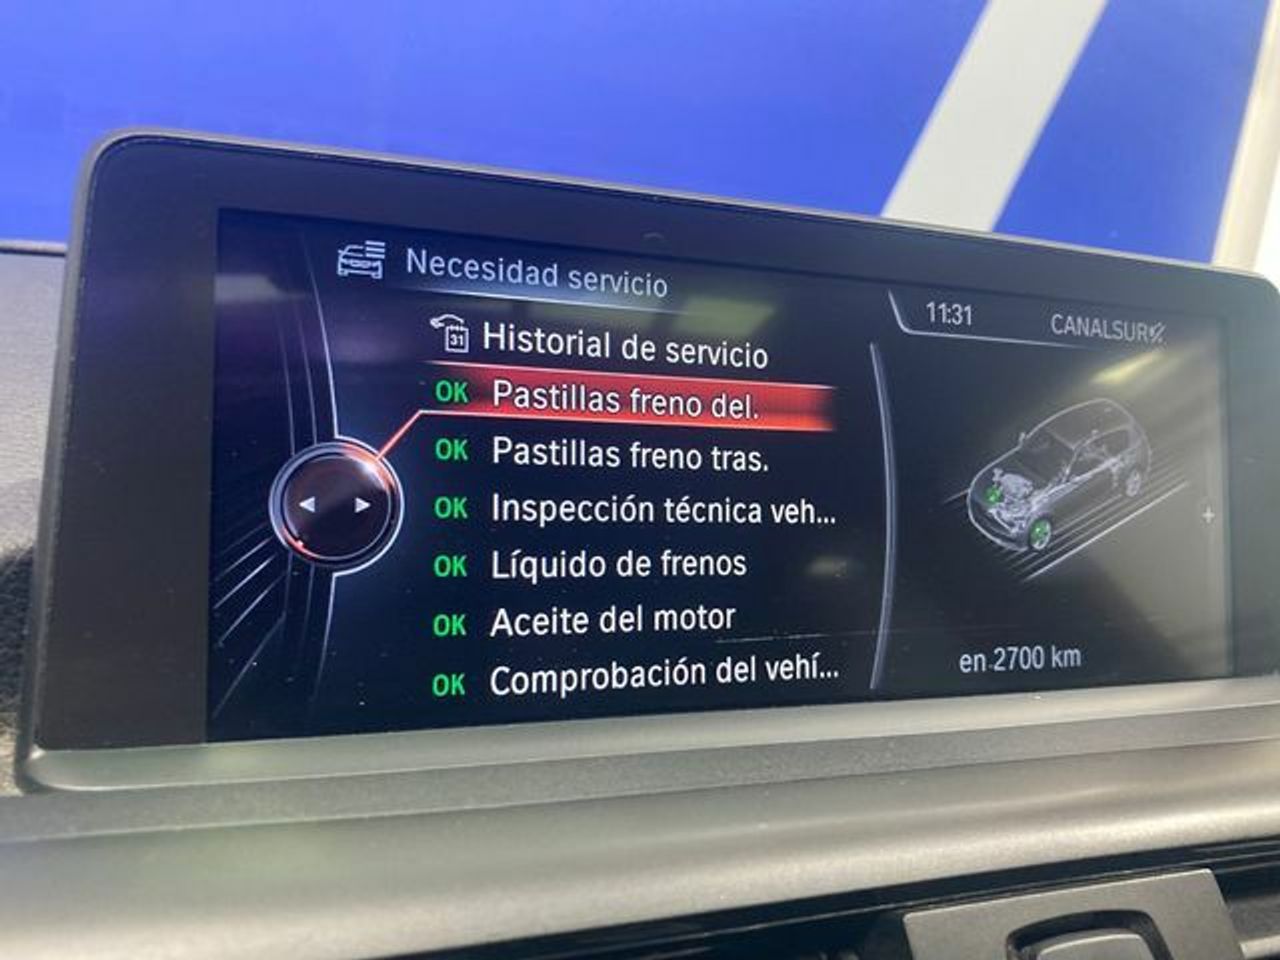 Necesidad servicio
11:31
CANALSUR
31
Historial de servicio
OK Pastillas freno del.
OK Pastillas freno tras.
OK Inspección técnica veh...
OK Líquido de frenos
OK Aceite del motor
OK Comprobación del vehí...
en 2700 km